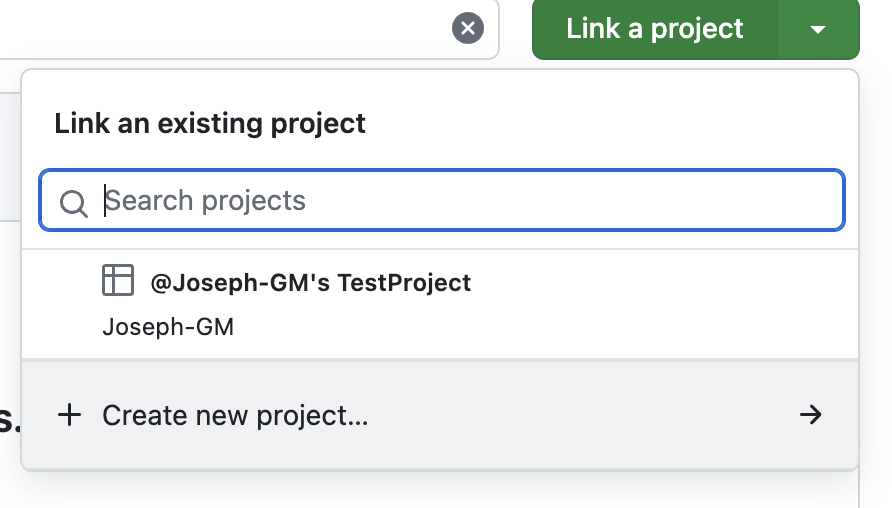 Link a project
Link an existing project
Search projects
@Joseph-GM's TestProject
Joseph-GM
s.
Create new project...